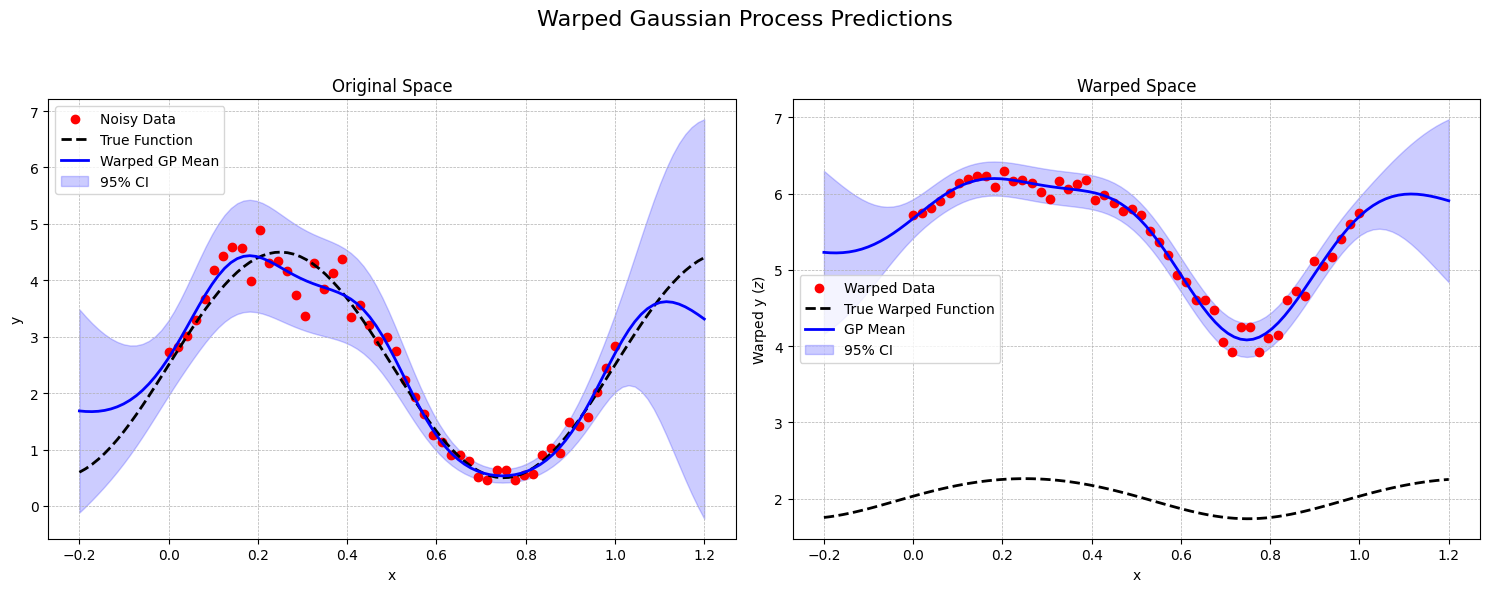 Warped Gaussian Process Predictions
Original Space
7
6
5
4
3
2
1
0
y
Noisy Data
True Function
Warped GP Mean
95% CI
−0.2
0.0
0.2
0.4
0.6
0.8
1.0
1.2
x
Warped Space
7
6
5
4
3
2
Warped y (z)
Warped Data
True Warped Function
GP Mean
95% CI
−0.2
0.0
0.2
0.4
0.6
0.8
1.0
1.2
x